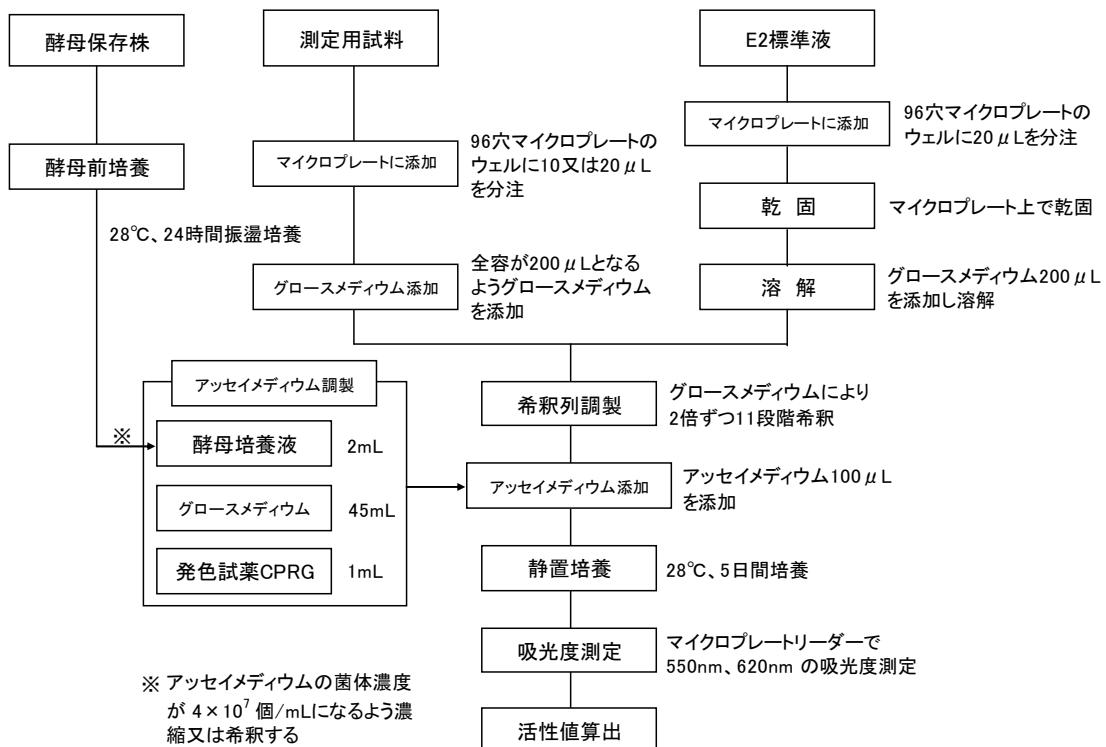 酵母保存株
測定用試料
E2標準液
マイクロプレートに添加
96穴マイクロプレートの
ウェルに20μLを分注
酵母前培養
マイクロプレートに添加
96穴マイクロプレートの
ウェルに10又は20μL
を分注
乾 固
マイクロプレート上で乾固
28℃、24時間振盪培養
グロースメディウム添加
全容が200μLとなる
ようグロースメディウム
を添加
溶 解
グロースメディウム200μL
を添加し溶解
アッセイメディウム調製
希釈列調製
グロースメディウムにより
2倍ずつ11段階希釈
※
酵母培養液 2mL
グロースメディウム 45mL
発色試薬CPRG 1mL
アッセイメディウム添加
アッセイメディウム100μL
を添加
静置培養
28℃、5日間培養
吸光度測定
マイクロプレートリーダーで
550nm、620nm の吸光度測定
※ アッセイメディウムの菌体濃度
が 4×10⁷ 個/mLになるよう濃
縮又は希釈する
活性値算出